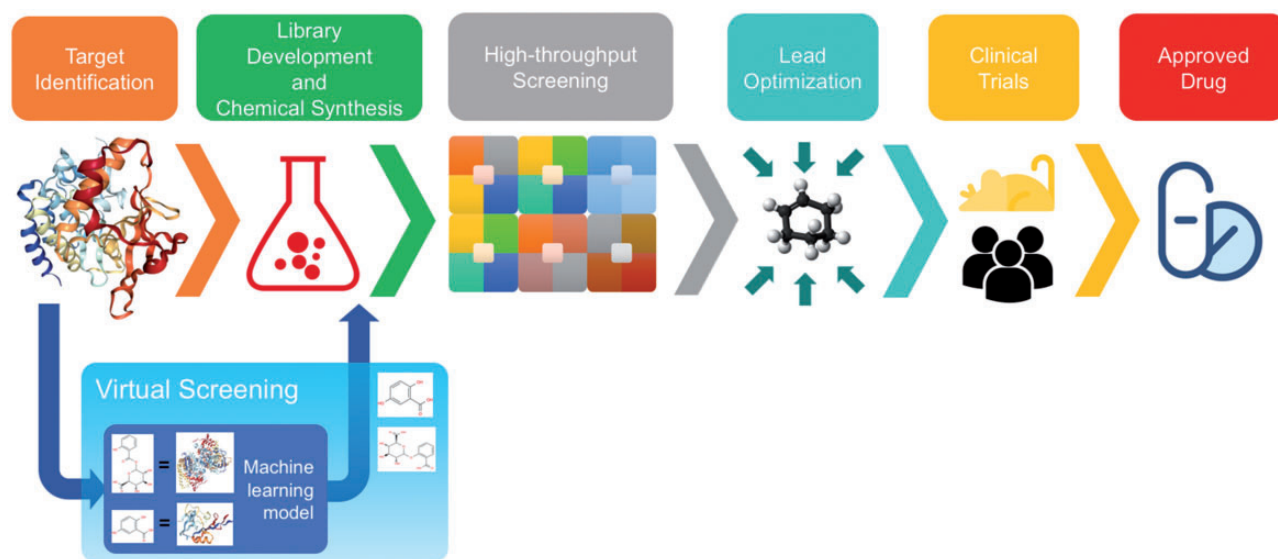 Target
Identification
Library
Development
and
Chemical Synthesis
High-throughput
Screening
Lead
Optimization
Clinical
Trials
Approved
Drug
Virtual Screening
=
=
Machine
learning
model